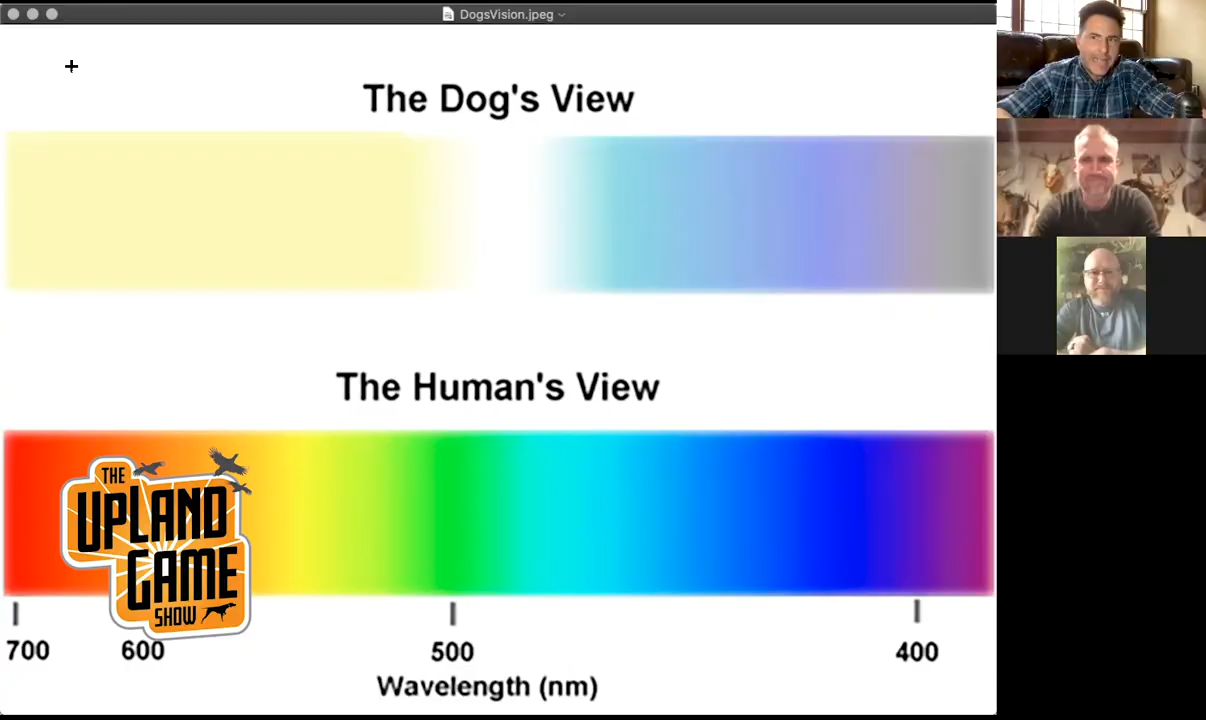 DogsVision.jpeg
The Dog's View
The Human's View
THE
UPLAND
GAME
SHOW
700 600 500 400
Wavelength (nm)